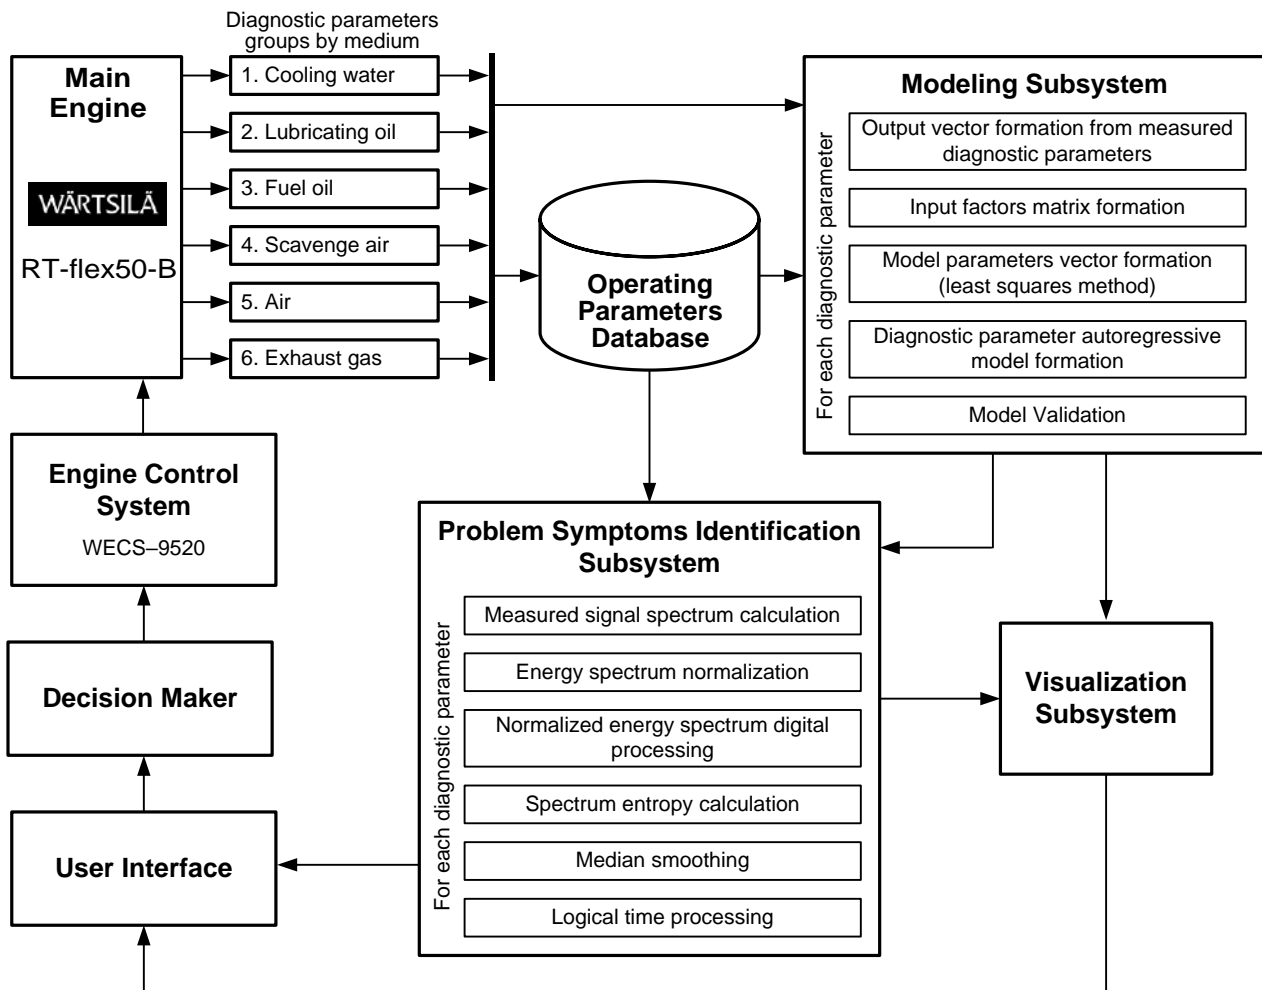 Diagnostic parameters
groups by medium
Main
Engine
WÄRTSILÄ
RT-flex50-B
1. Cooling water
2. Lubricating oil
3. Fuel oil
4. Scavenge air
5. Air
6. Exhaust gas
Operating
Parameters
Database
Modeling Subsystem
For each diagnostic parameter
Output vector formation from measured
diagnostic parameters
Input factors matrix formation
Model parameters vector formation
(least squares method)
Diagnostic parameter autoregressive
model formation
Model Validation
Engine Control
System
WECS–9520
Decision Maker
User Interface
Problem Symptoms Identification
Subsystem
For each diagnostic parameter
Measured signal spectrum calculation
Energy spectrum normalization
Normalized energy spectrum digital
processing
Spectrum entropy calculation
Median smoothing
Logical time processing
Visualization
Subsystem